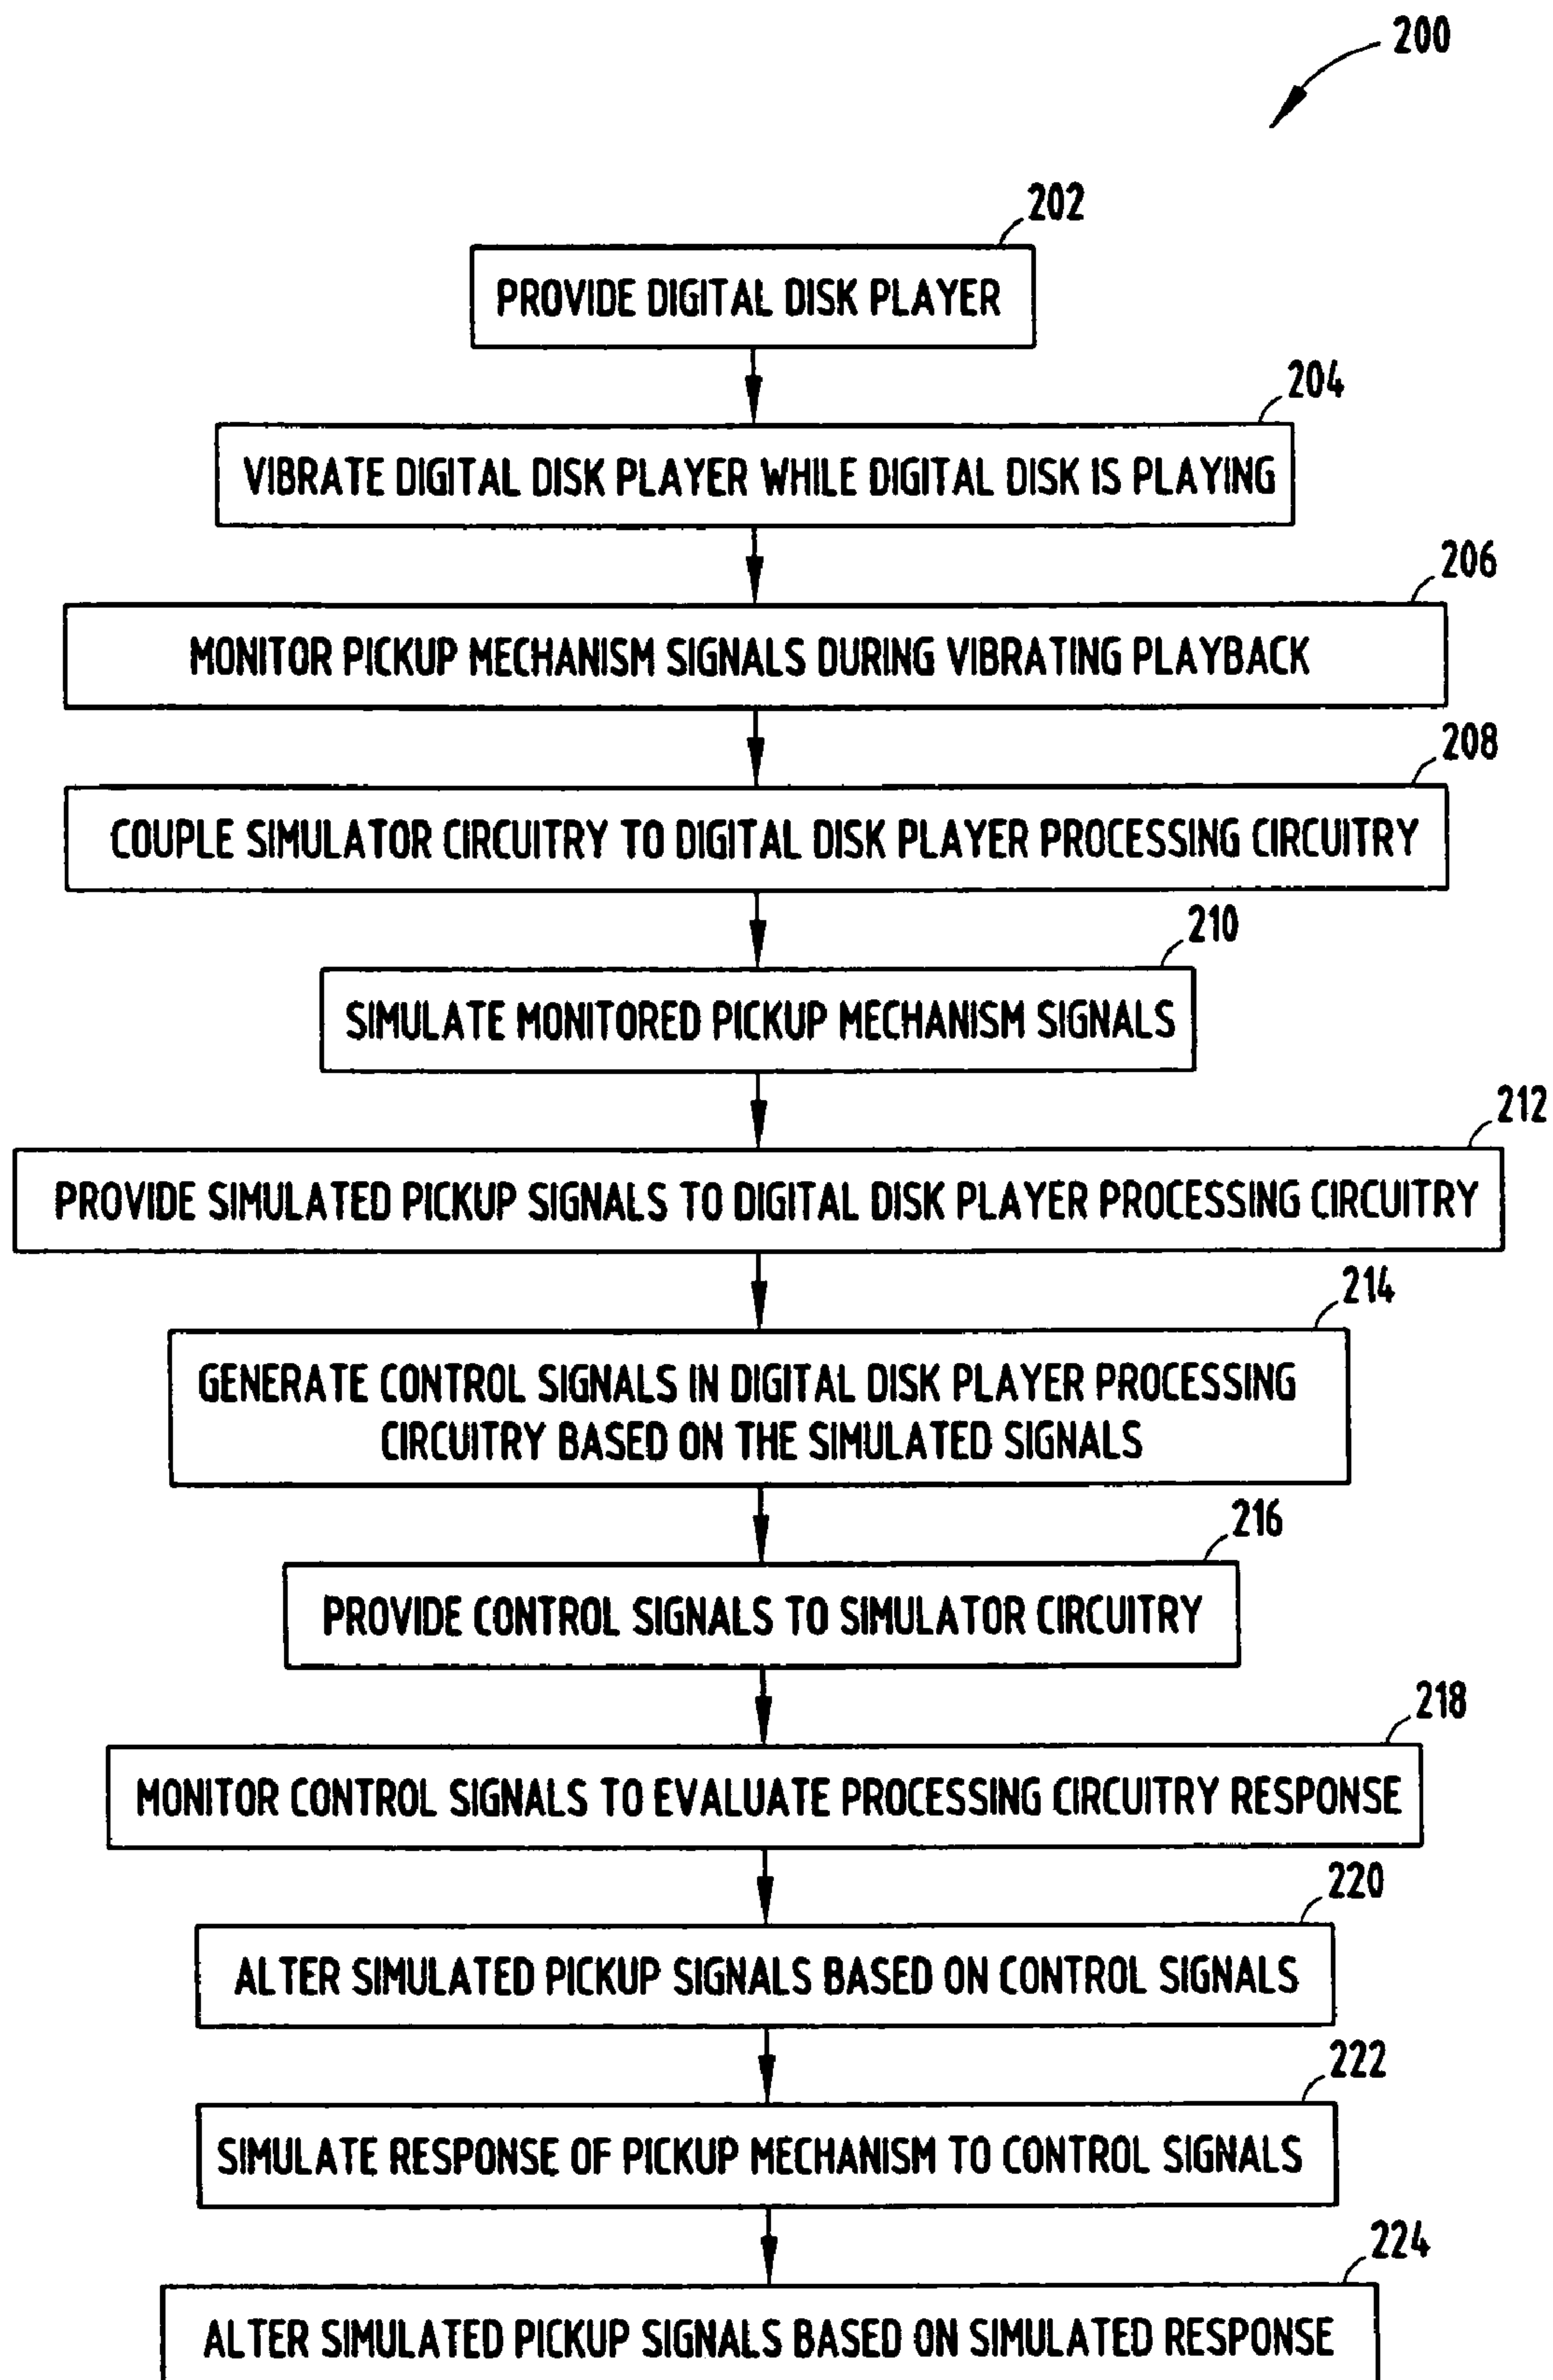 200
202
PROVIDE DIGITAL DISK PLAYER
204
VIBRATE DIGITAL DISK PLAYER WHILE DIGITAL DISK IS PLAYING
206
MONITOR PICKUP MECHANISM SIGNALS DURING VIBRATING PLAYBACK
208
COUPLE SIMULATOR CIRCUITRY TO DIGITAL DISK PLAYER PROCESSING CIRCUITRY
210
SIMULATE MONITORED PICKUP MECHANISM SIGNALS
212
PROVIDE SIMULATED PICKUP SIGNALS TO DIGITAL DISK PLAYER PROCESSING CIRCUITRY
214
GENERATE CONTROL SIGNALS IN DIGITAL DISK PLAYER PROCESSING
CIRCUITRY BASED ON THE SIMULATED SIGNALS
216
PROVIDE CONTROL SIGNALS TO SIMULATOR CIRCUITRY
218
MONITOR CONTROL SIGNALS TO EVALUATE PROCESSING CIRCUITRY RESPONSE
220
ALTER SIMULATED PICKUP SIGNALS BASED ON CONTROL SIGNALS
222
SIMULATE RESPONSE OF PICKUP MECHANISM TO CONTROL SIGNALS
224
ALTER SIMULATED PICKUP SIGNALS BASED ON SIMULATED RESPONSE